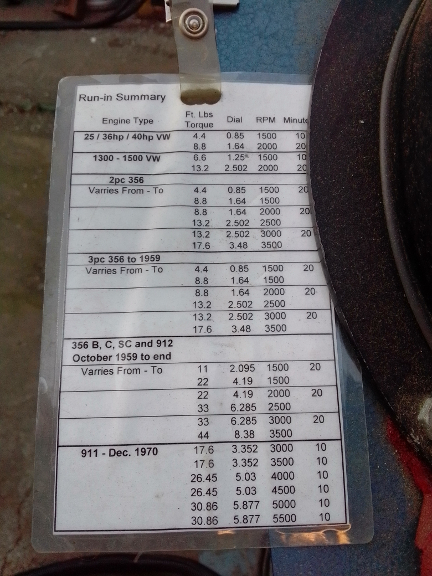 Run-in Summary
Engine Type Ft. Lbs Torque Dial RPM
25 / 36hp / 40hp VW 4.4 0.85 1500 10
8.8 1.64 2000 20
1300 - 1500 VW 6.6 1.25" 1500 10
13.2 2.502 2000 20
2pc 356
Varries From - To 4.4 0.85 1500 20
8.8 1.64 1500
8.8 1.64 2000 20
13.2 2.502 2500
13.2 2.502 3000 20
17.6 3.48 3500
3pc 356 to 1959
Varries From - To 4.4 0.85 1500 20
8.8 1.64 1500
8.8 1.64 2000 20
13.2 2.502 2500
13.2 2.502 3000 20
17.6 3.48 3500
356 B, C, SC and 912
October 1959 to end
Varries From - To 11 2.095 1500 20
22 4.19 1500
22 4.19 2000 20
33 6.285 2500
33 6.285 3000 20
44 8.38 3500
911 - Dec. 1970 17.6 3.352 3000 10
17.6 3.352 3500 10
26.45 5.03 4000 10
26.45 5.03 4500 10
30.86 5.877 5000 10
30.86 5.877 5500 10